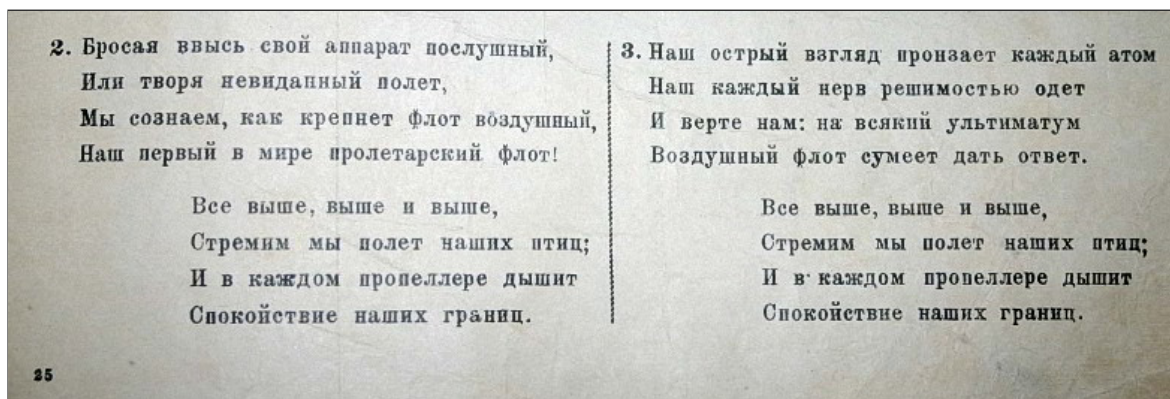 2. Бросая ввысь свой аппарат послушный,
Или творя невиданный полет,
Мы сознаем, как крепнет флот воздушный,
Наш первый в мире пролетарский флот!
Все выше, выше и выше,
Стремим мы полет наших птиц;
И в каждом пропеллере дышит
Спокойствие наших границ.
3. Наш острый взгляд пронзает каждый атом
Наш каждый нерв решимостью одет
И верте нам: на всякий ультиматум
Воздушный флот сумеет дать ответ.
Все выше, выше и выше,
Стремим мы полет наших птиц;
И в каждом пропеллере дышит
Спокойствие наших границ.
25